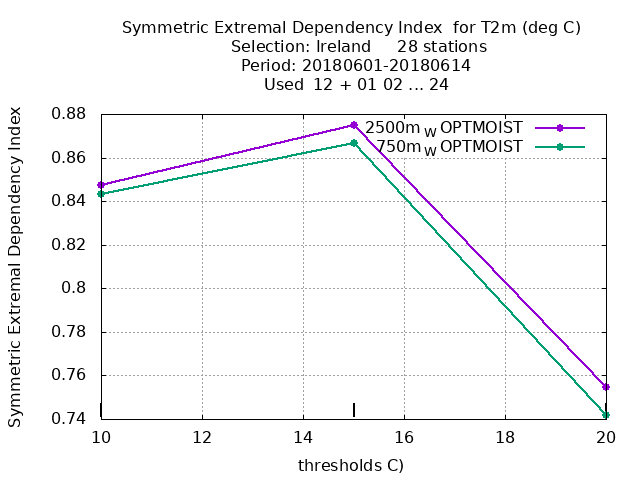 Symmetric Extremal Dependency Index  for T2m (deg C)
Selection: Ireland     28 stations
Period: 20180601-20180614
Used  12 + 01 02 ... 24
Symmetric Extremal Dependency Index
0.88
0.86
0.84
0.82
0.8
0.78
0.76
0.74
2500m W OPTMOIST
750m W OPTMOIST
10 12 14 16 18 20
thresholds C)